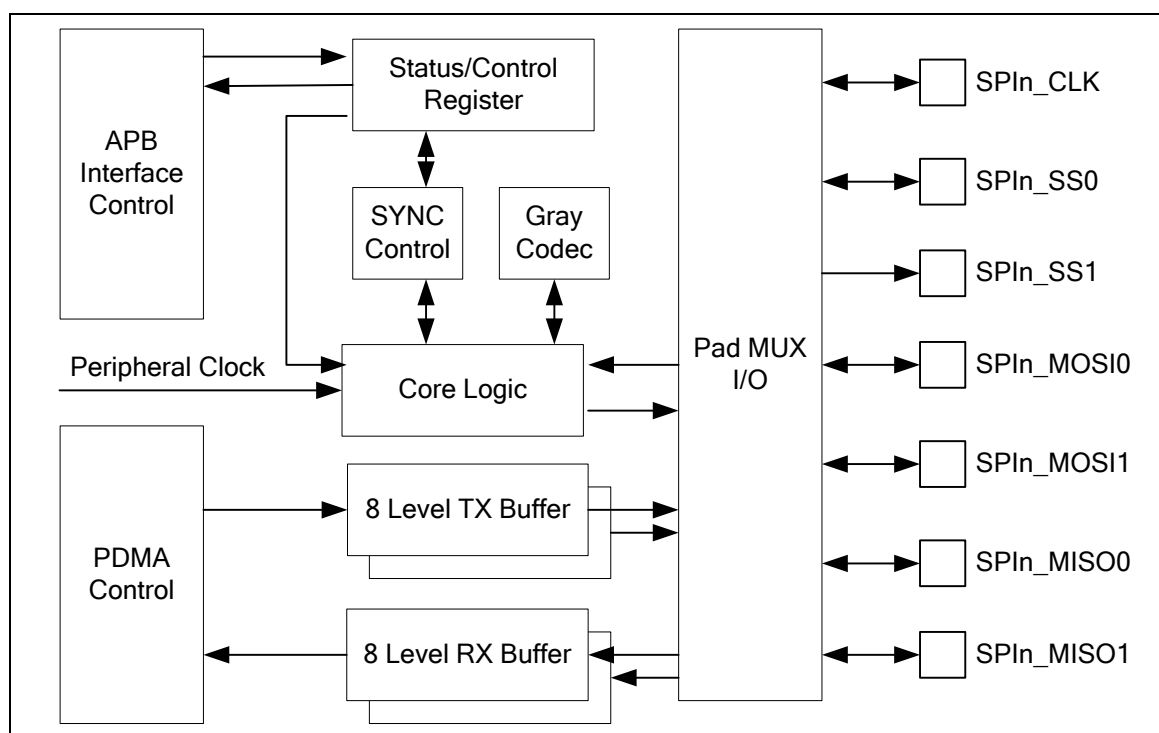 APB
Interface
Control
Status/Control
Register
SYNC
Control
Gray
Codec
Peripheral Clock
Core Logic
PDMA
Control
8 Level TX Buffer
8 Level RX Buffer
Pad MUX
I/O
SPIn_CLK
SPIn_SS0
SPIn_SS1
SPIn_MOSI0
SPIn_MOSI1
SPIn_MISO0
SPIn_MISO1